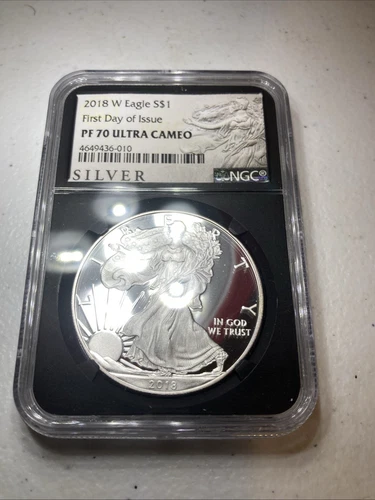 2018 W Eagle S$1
First Day of Issue
PF 70 ULTRA CAMEO
4649436-010
SILVER
NGC®
LIBERTY
IN GOD
WE TRUST
2018